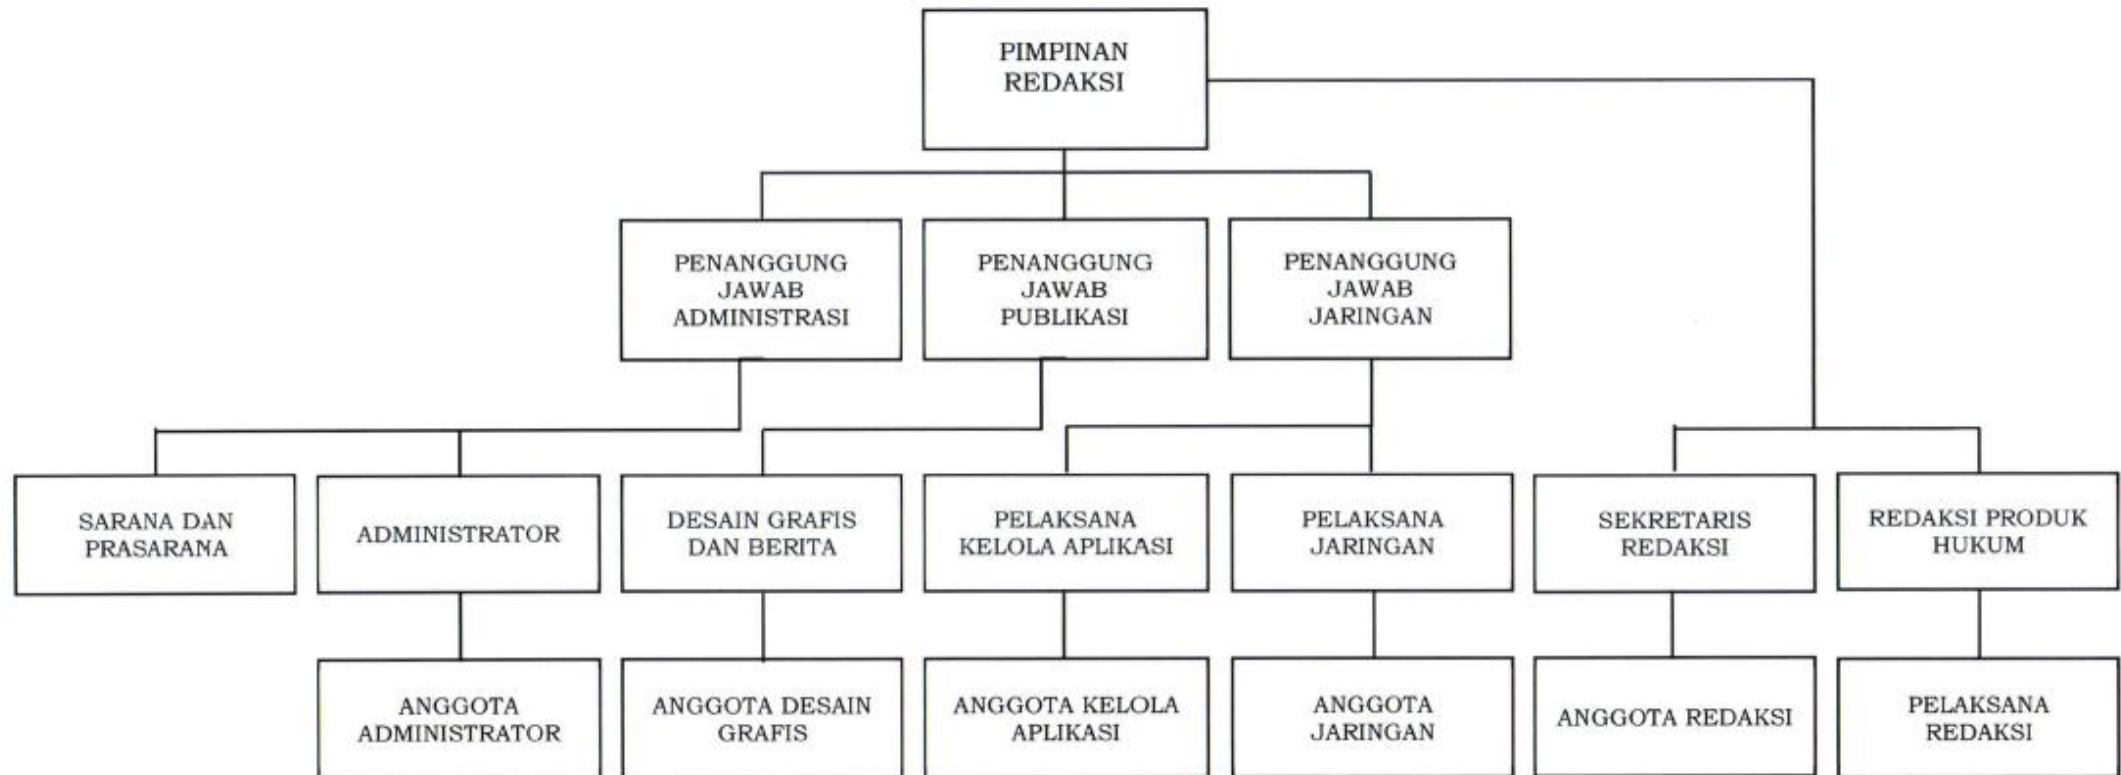 PIMPINAN
REDAKSI
PENANGGUNG
JAWAB
ADMINISTRASI
PENANGGUNG
JAWAB
PUBLIKASI
PENANGGUNG
JAWAB
JARINGAN
SARANA DAN
PRASARANA
ADMINISTRATOR
DESAIN GRAFIS
DAN BERITA
PELAKSANA
KELOLA APLIKASI
PELAKSANA
JARINGAN
SEKRETARIS
REDAKSI
REDAKSI PRODUK
HUKUM
ANGGOTA
ADMINISTRATOR
ANGGOTA DESAIN
GRAFIS
ANGGOTA KELOLA
APLIKASI
ANGGOTA
JARINGAN
ANGGOTA REDAKSI
PELAKSANA
REDAKSI